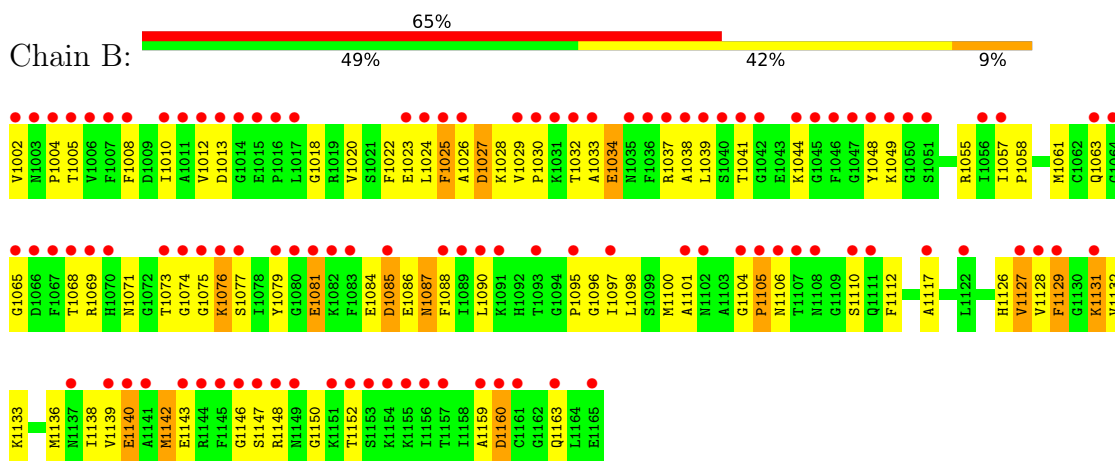 65%
Chain B:
49% 42% 9%
V1002 N1003 P1004 T1005 V1006 F1007 F1008 D1009 I1010 A1011 V1012 D1013 G1014 E1015 P1016 L1017 G1018 R1019 V1020 S1021 F1022 E1023 L1024 F1025 A1026 D1027 K1028 V1029 P1030 K1031 T1032 A1033 E1034 N1035 F1036 R1037 A1038 L1039 S1040 T1041 G1042 E1043 K1044 G1045 F1046 G1047 Y1048 K1049 G1050 S1051 R1055 I1056 I1057 P1058 M1061 C1062 Q1063
G1065 D1066 F1067 T1068 R1069 H1070 N1071 G1072 T1073 G1074 G1075 K1076 S1077 I1078 Y1079 G1080 E1081 K1082 F1083 E1084 D1085 E1086 N1087 F1088 I1089 L1090 K1091 H1092 T1093 G1094 P1095 G1096 I1097 L1098 S1099 M1100 A1101 N1102 A1103 G1104 P1105 N1106 T1107 N1108 G1109 S1110 Q1111 F1112 A1117 L1122 H1126 V1127 V1128 F1129 G1130 K1131
K1133 M1136 N1137 I1138 V1139 E1140 A1141 M1142 E1143 R1144 F1145 G1146 S1147 R1148 N1149 G1150 K1151 T1152 S1153 K1154 K1155 I1156 T1157 I1158 A1159 D1160 C1161 G1162 Q1163 L1164 E1165